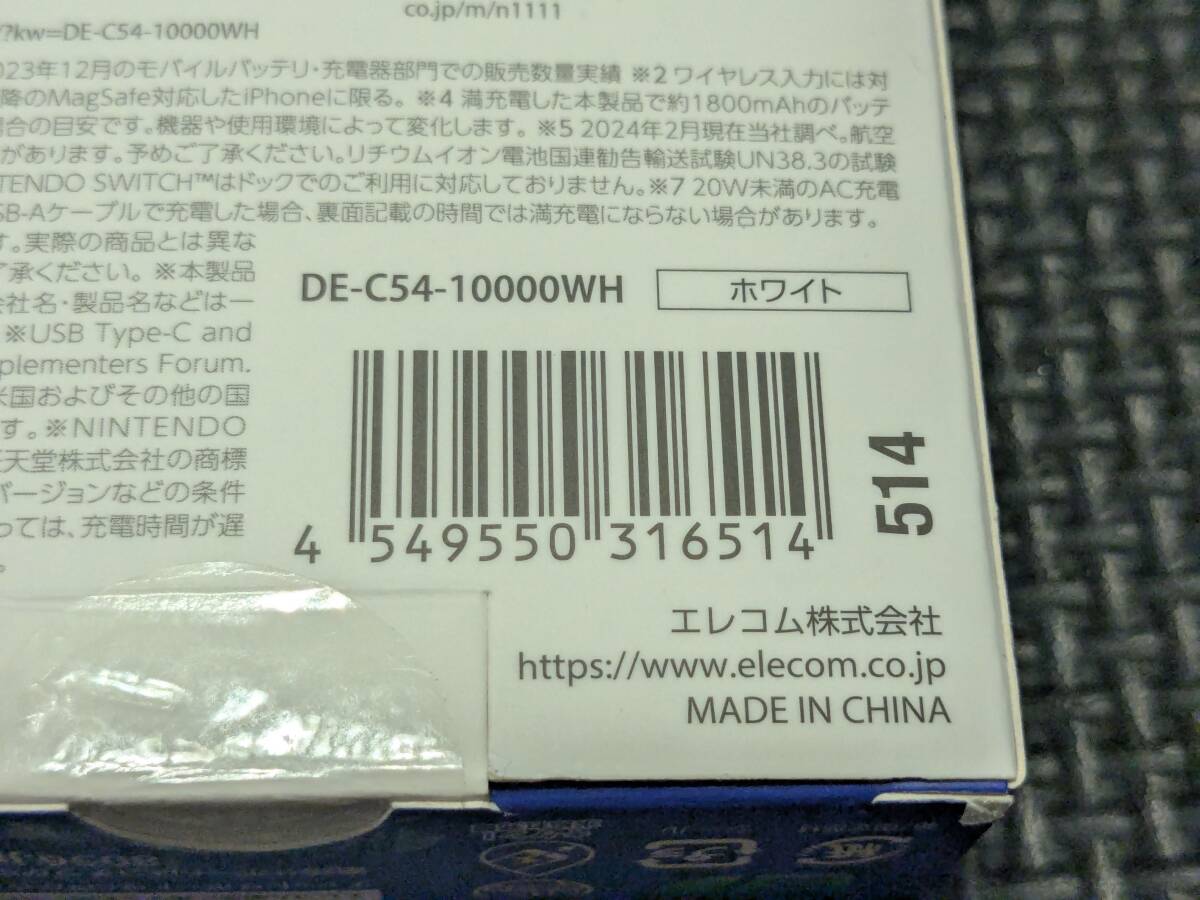 co.jp/m/n1111
/?kw=DE-C54-10000WH
023年12月のモバイルバッテリ・充電器部門での販売数量実績 ※2 ワイヤレス入力には対
降のMagSafe対応したiPhoneに限る。 ※4 満充電した本製品で約1800mAhのバッテ
場合の目安です。機器や使用環境によって変化します。 ※5 2024年2月現在当社調べ。航空
があります。予めご了承ください。リチウムイオン電池国連勧告輸送試験UN38.3の試験
NTENDO SWITCH™はドックでのご利用に対応しておりません。※7 20W未満のAC充電
SB-Aケーブルで充電した場合、裏面記載の時間では満充電にならない場合があります。
す。実際の商品とは異な
了承ください。 ※本製品
会社名・製品名などは一
※USB Type-C and
plementers Forum.
米国およびその他の国
す。※NINTENDO
天堂株式会社の商標
バージョンなどの条件
っては、充電時間が遅
。
DE-C54-10000WH ホワイト
4 549550 316514
514
エレコム株式会社
https://www.elecom.co.jp
MADE IN CHINA